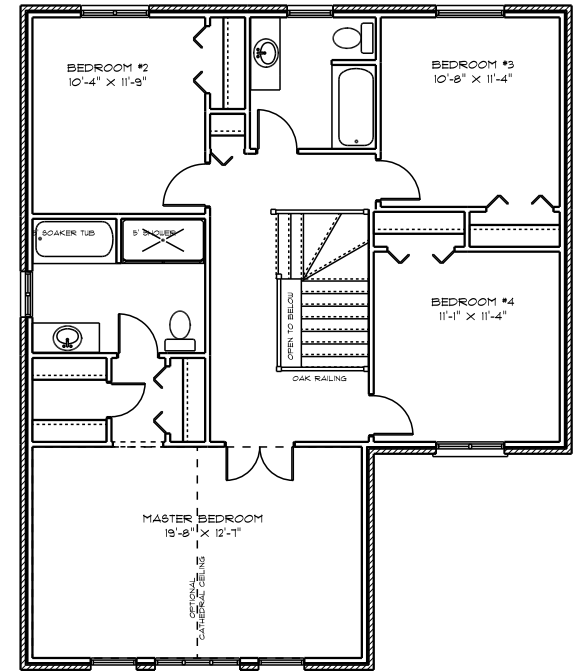 BEDROOM #2
10'-4" X 11'-9"
BEDROOM #3
10'-8" X 11'-4"
SOAKER TUB
5' SHOWER
BEDROOM #4
11'-1" X 11'-4"
OPEN TO BELOW
OAK RAILING
MASTER BEDROOM
19'-8" X 12'-7"
OPTIONAL
CATHEDRAL CEILING